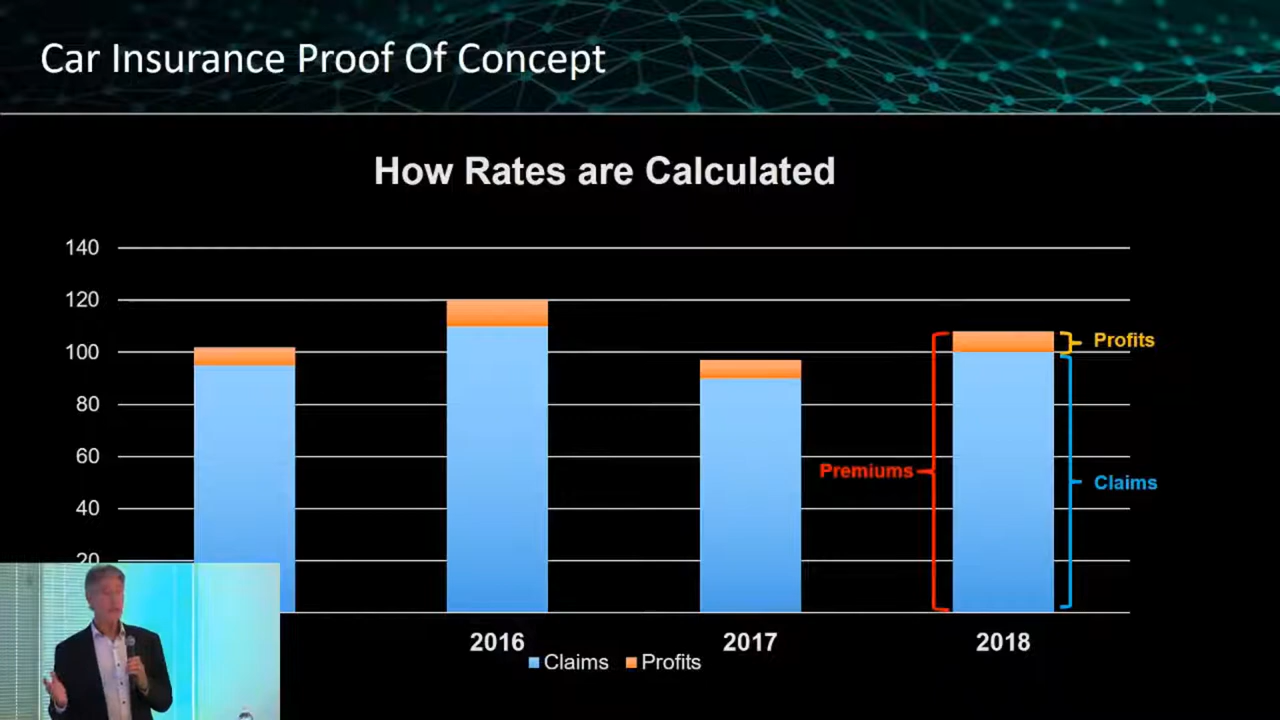 Car Insurance Proof Of Concept
How Rates are Calculated
140
120
100
80
60
40
20
Profits
Premiums
Claims
2016
2017
2018
Claims
Profits